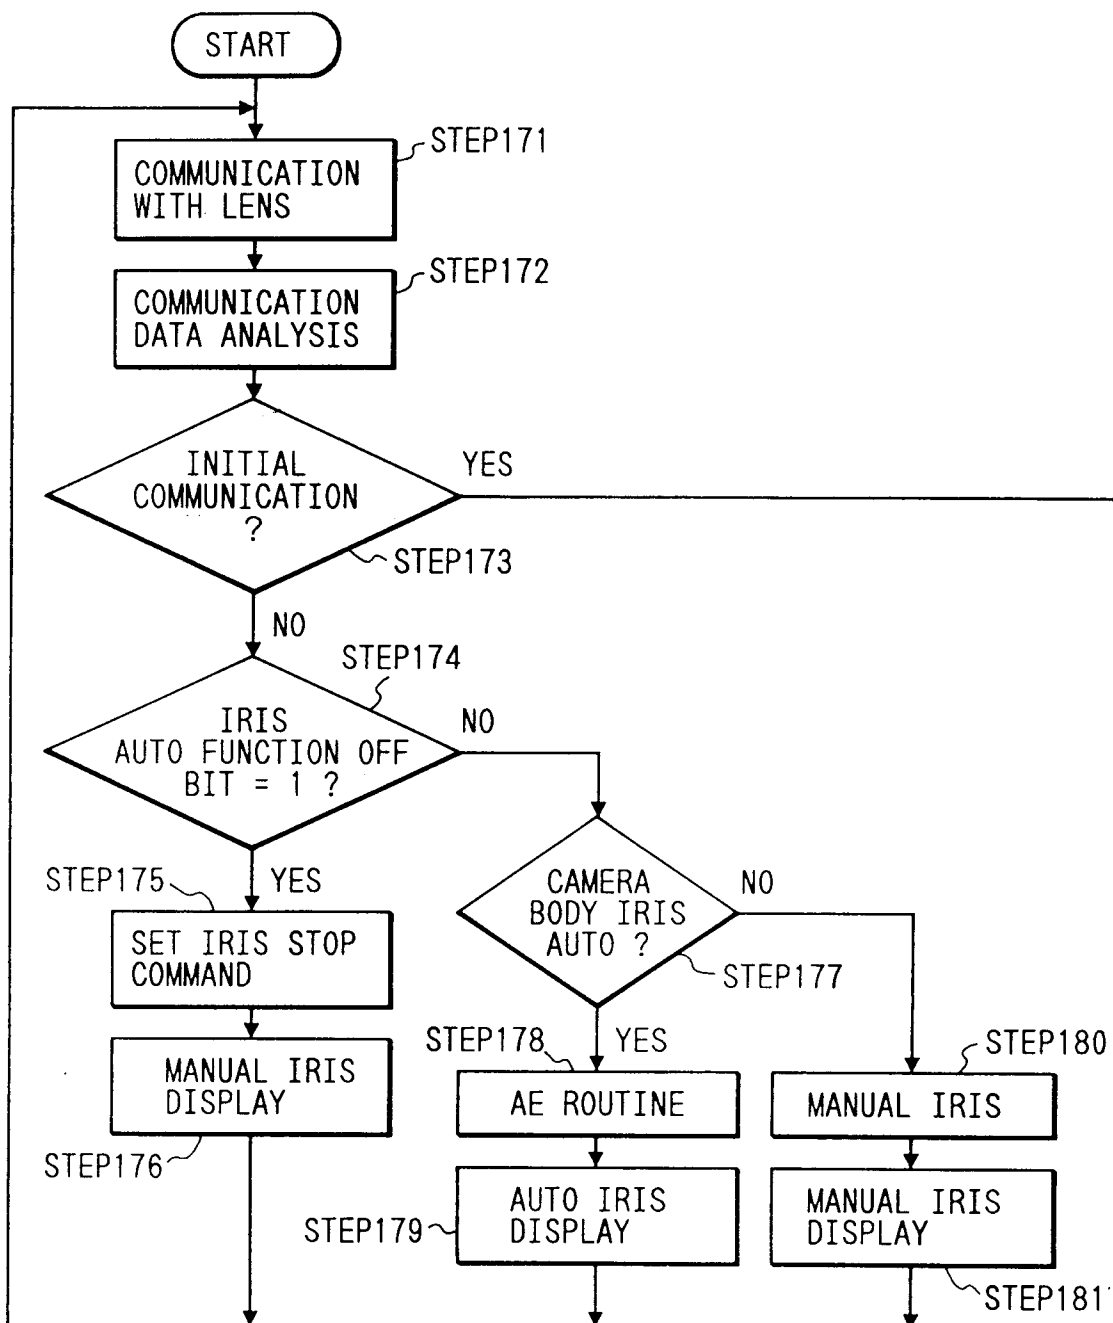 START
STEP171
COMMUNICATION
WITH LENS
STEP172
COMMUNICATION
DATA ANALYSIS
INITIAL
COMMUNICATION
?
YES
STEP173
NO
STEP174
IRIS
AUTO FUNCTION OFF
BIT = 1 ?
NO
STEP175
YES
SET IRIS STOP
COMMAND
MANUAL IRIS
DISPLAY
STEP176
CAMERA
BODY IRIS
AUTO ?
NO
STEP177
STEP178
YES
AE ROUTINE
STEP179
AUTO IRIS
DISPLAY
STEP180
MANUAL IRIS
MANUAL IRIS
DISPLAY
STEP181